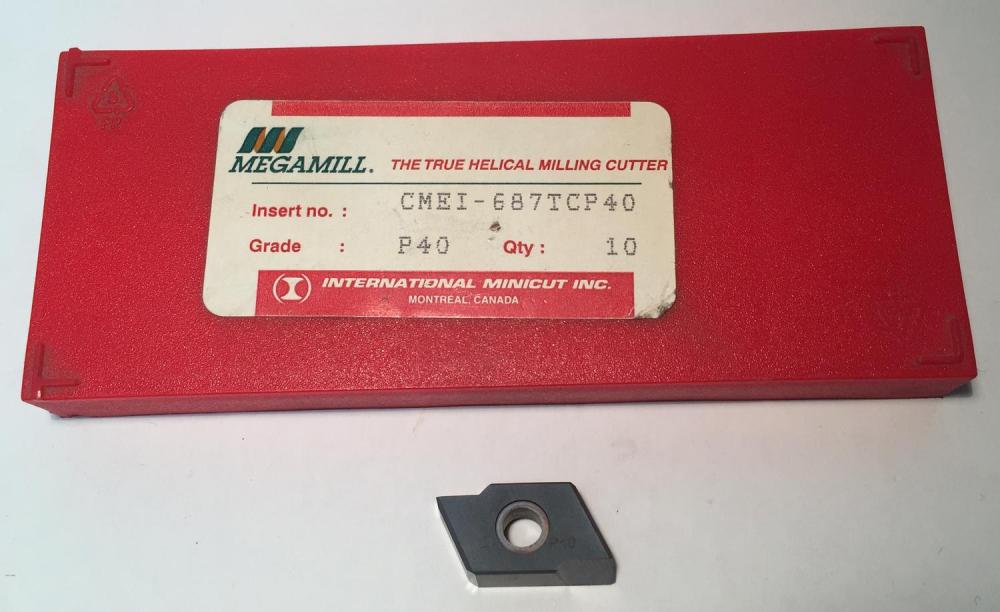 MEGAMILL. THE TRUE HELICAL MILLING CUTTER
Insert no. : CMEI-687TCP40
Grade : P40 Qty : 10
INTERNATIONAL MINICUT INC.
MONTREAL, CANADA
P40